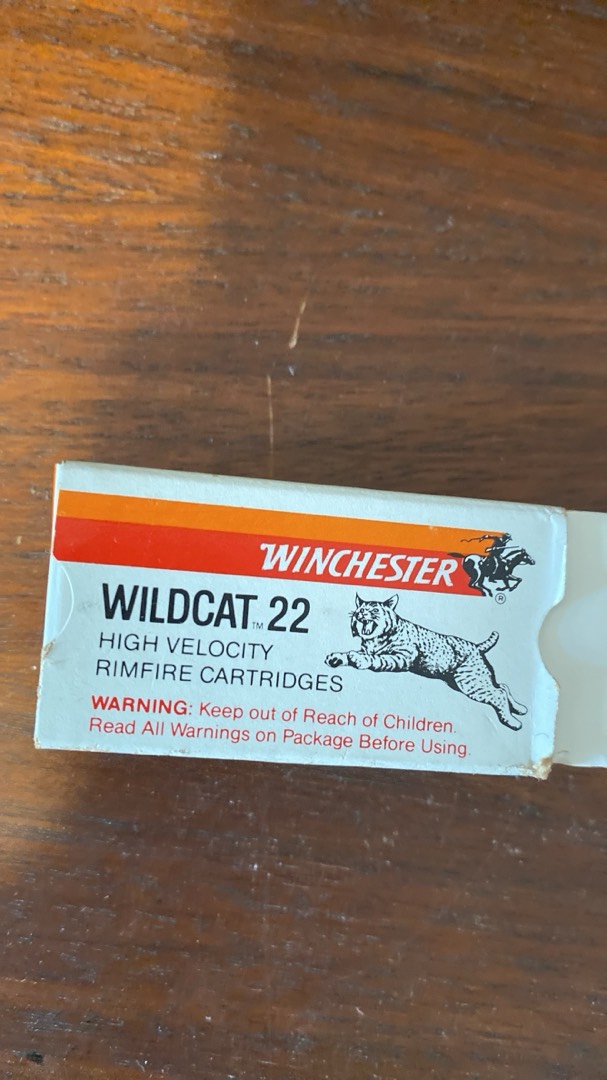 WINCHESTER
®
WILDCAT™ 22
HIGH VELOCITY
RIMFIRE CARTRIDGES
WARNING: Keep out of Reach of Children.
Read All Warnings on Package Before Using.